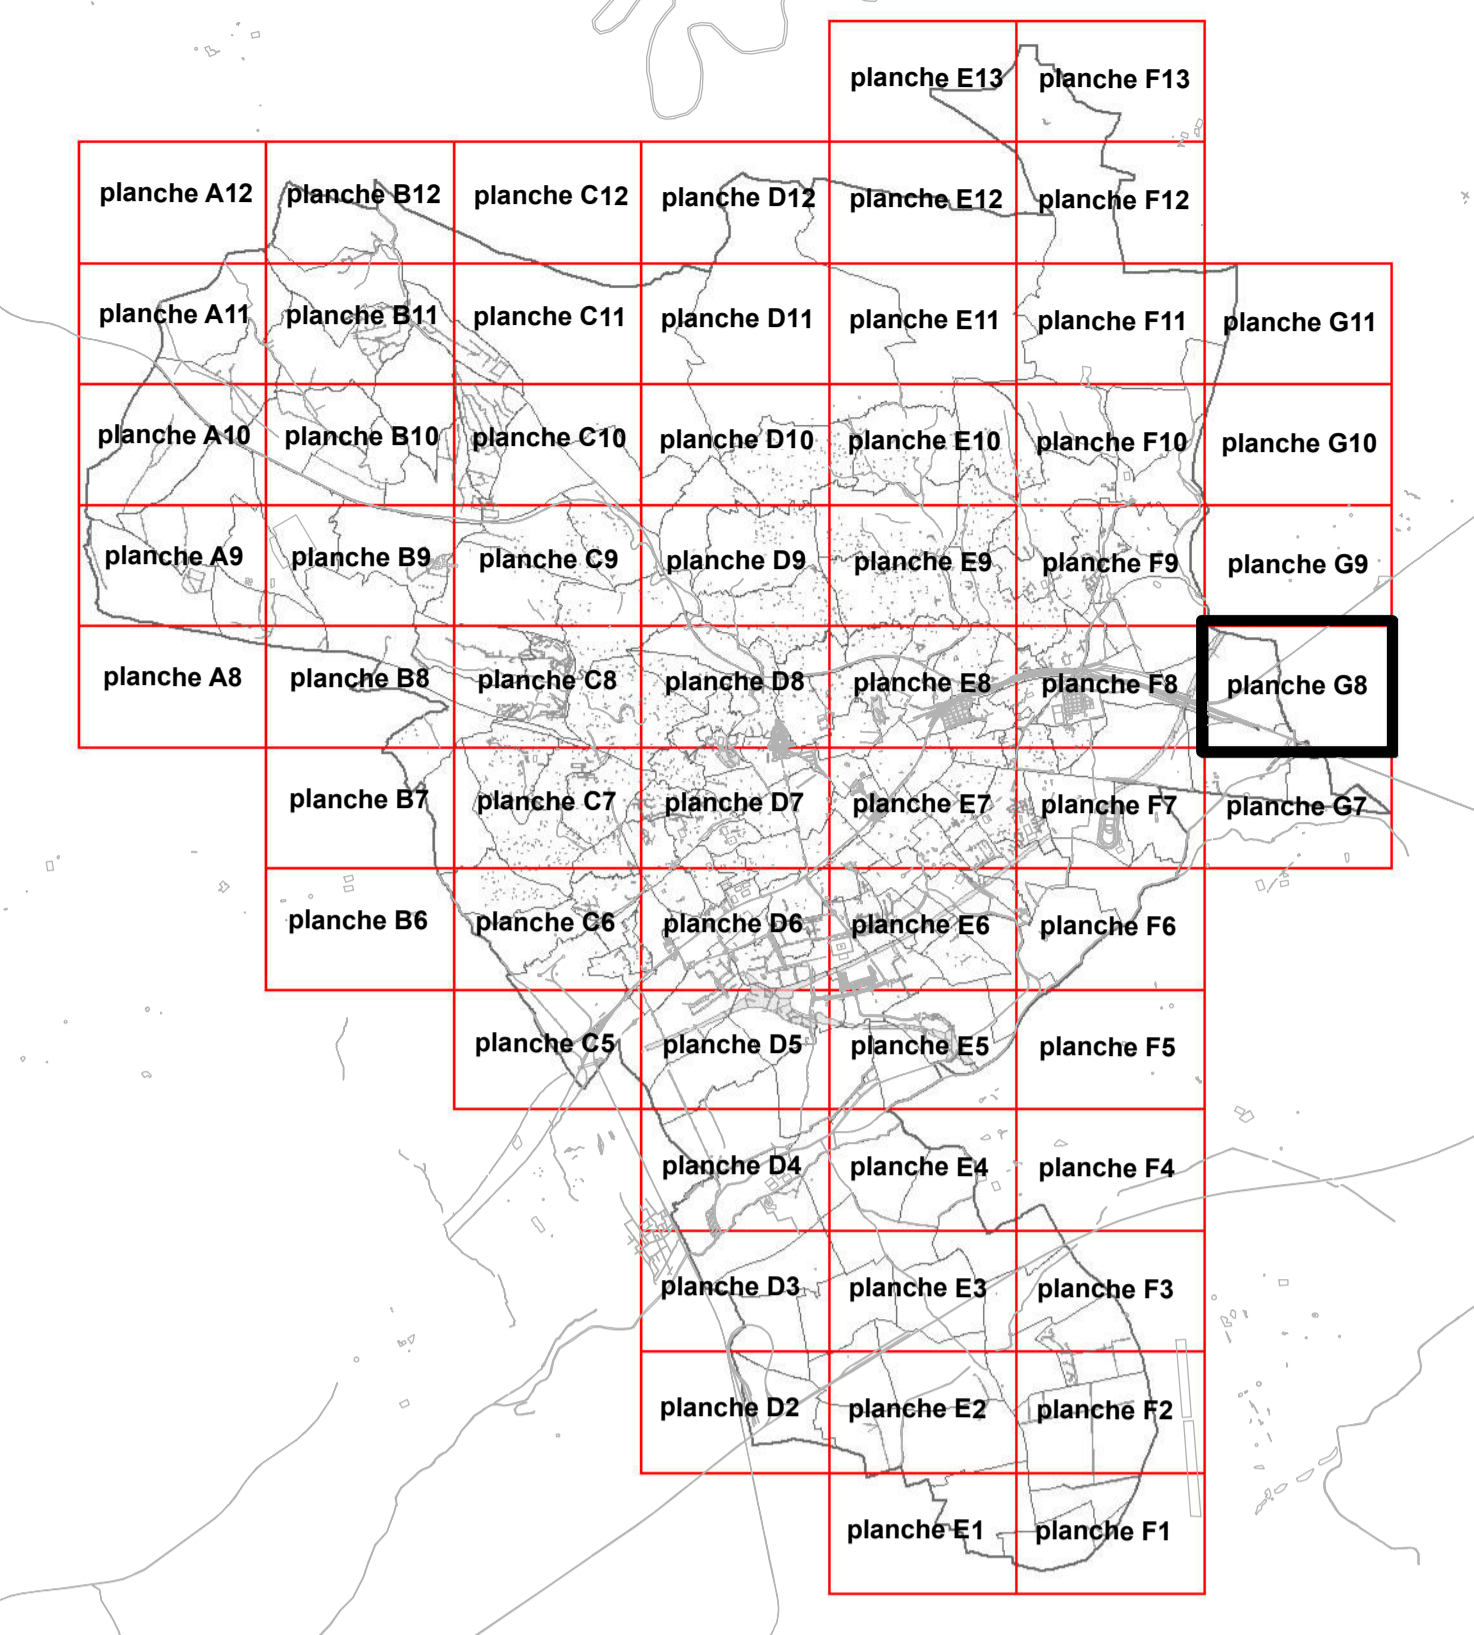 planche E13 planche F13
planche A12 planche B12 planche C12 planche D12 planche E12 planche F12
planche A11 planche B11 planche C11 planche D11 planche E11 planche F11 planche G11
planche A10 planche B10 planche C10 planche D10 planche E10 planche F10 planche G10
planche A9 planche B9 planche C9 planche D9 planche E9 planche F9 planche G9
planche A8 planche B8 planche C8 planche D8 planche E8 planche F8 planche G8
planche B7 planche C7 planche D7 planche E7 planche F7 planche G7
planche B6 planche C6 planche D6 planche E6 planche F6
planche C5 planche D5 planche E5 planche F5
planche D4 planche E4 planche F4
planche D3 planche E3 planche F3
planche D2 planche E2 planche F2
planche E1 planche F1